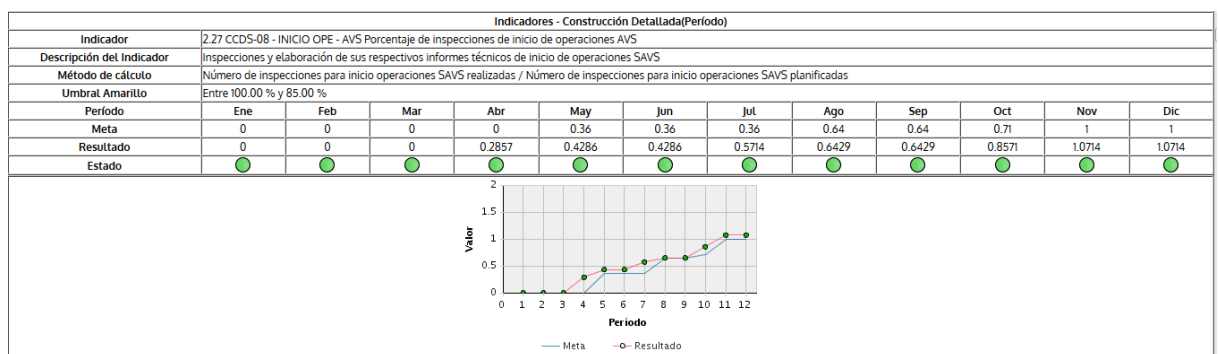 Indicadores - Construcción Detallada(Período)
Indicador 2.27 CCDS-08 - INICIO OPE - AVS Porcentaje de inspecciones de inicio de operaciones AVS
Descripción del Indicador Inspecciones y elaboración de sus respectivos informes técnicos de inicio de operaciones SAVS
Método de cálculo Número de inspecciones para inicio operaciones SAVS realizadas / Número de inspecciones para inicio operaciones SAVS planificadas
Umbral Amarillo Entre 100.00 % y 85.00 %
Período Ene Feb Mar Abr May Jun Jul Ago Sep Oct Nov Dic
Meta 0 0 0 0 0.36 0.36 0.36 0.64 0.64 0.71 1 1
Resultado 0 0 0 0.2857 0.4286 0.4286 0.5714 0.6429 0.6429 0.8571 1.0714 1.0714
Estado
2
1.5
1
0.5
0
Valor
0 1 2 3 4 5 6 7 8 9 10 11 12
Período
Meta Resultado